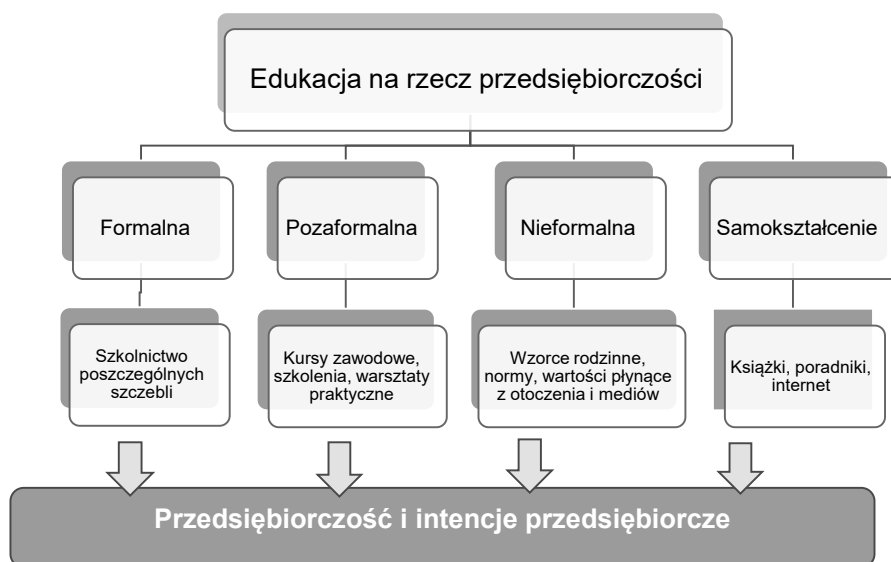 Edukacja na rzecz przedsiębiorczości
Formalna
Pozaformalna
Nieformalna
Samokształcenie
Szkolnictwo
poszczególnych
szczebli
Kursy zawodowe,
szkolenia, warsztaty
praktyczne
Wzorce rodzinne,
normy, wartości płynące
z otoczenia i mediów
Książki, poradniki,
internet
Przedsiębiorczość i intencje przedsiębiorcze